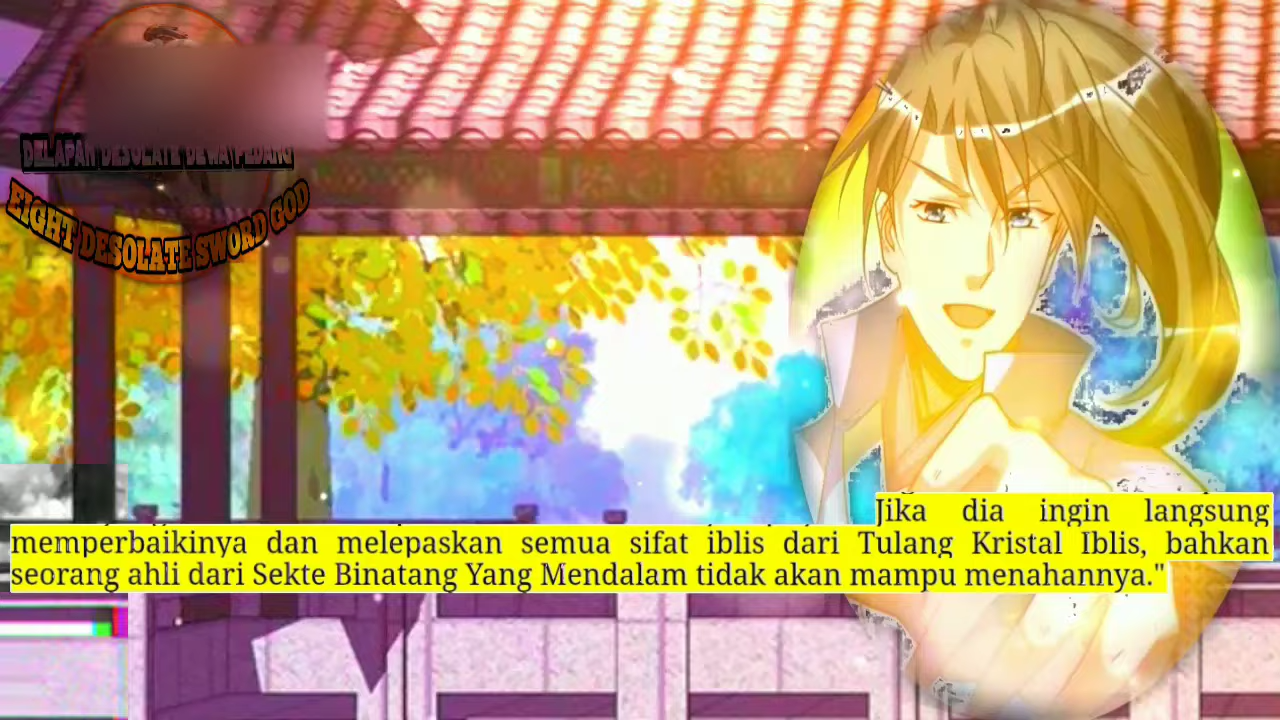 DELAPAN DESOLATE DEWA PEDANG
EIGHT DESOLATE SWORD GOD
Jika dia ingin langsung
memperbaikinya dan melepaskan semua sifat iblis dari Tulang Kristal Iblis, bahkan
seorang ahli dari Sekte Binatang Yang Mendalam tidak akan mampu menahannya."